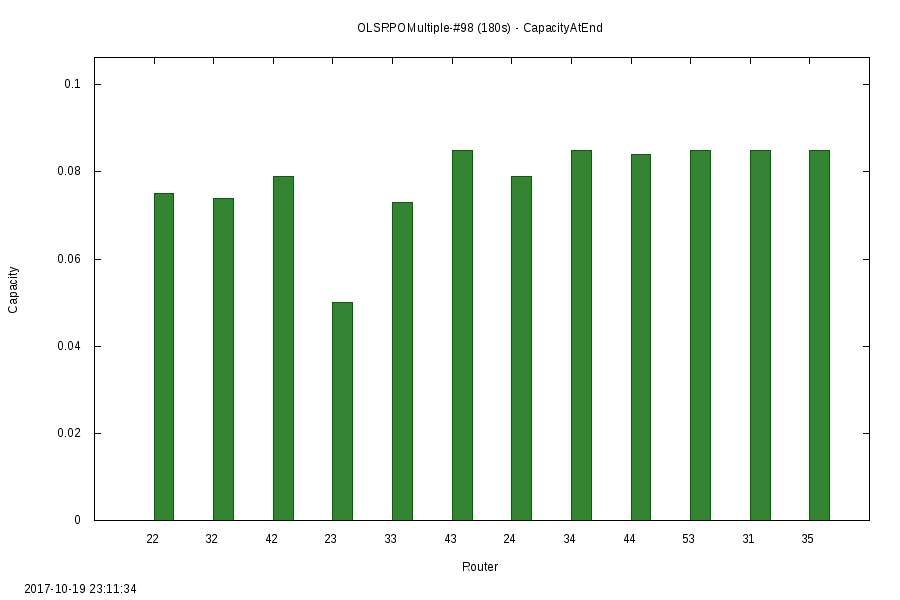 OLSRPOMultiple-#98 (180s) - CapacityAtEnd
0.1
0.08
0.06
0.04
0.02
0
Capacity
22 32 42 23 33 43 24 34 44 53 31 35
Router
2017-10-19 23:11:34